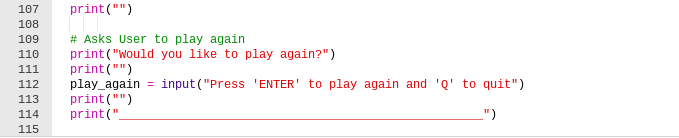 107 print("")
108
109 # Asks User to play again
110 print("Would you like to play again?")
111 print("")
112 play_again = input("Press 'ENTER' to play again and 'Q' to quit")
113 print("")
114 print("____________________________________________________")
115